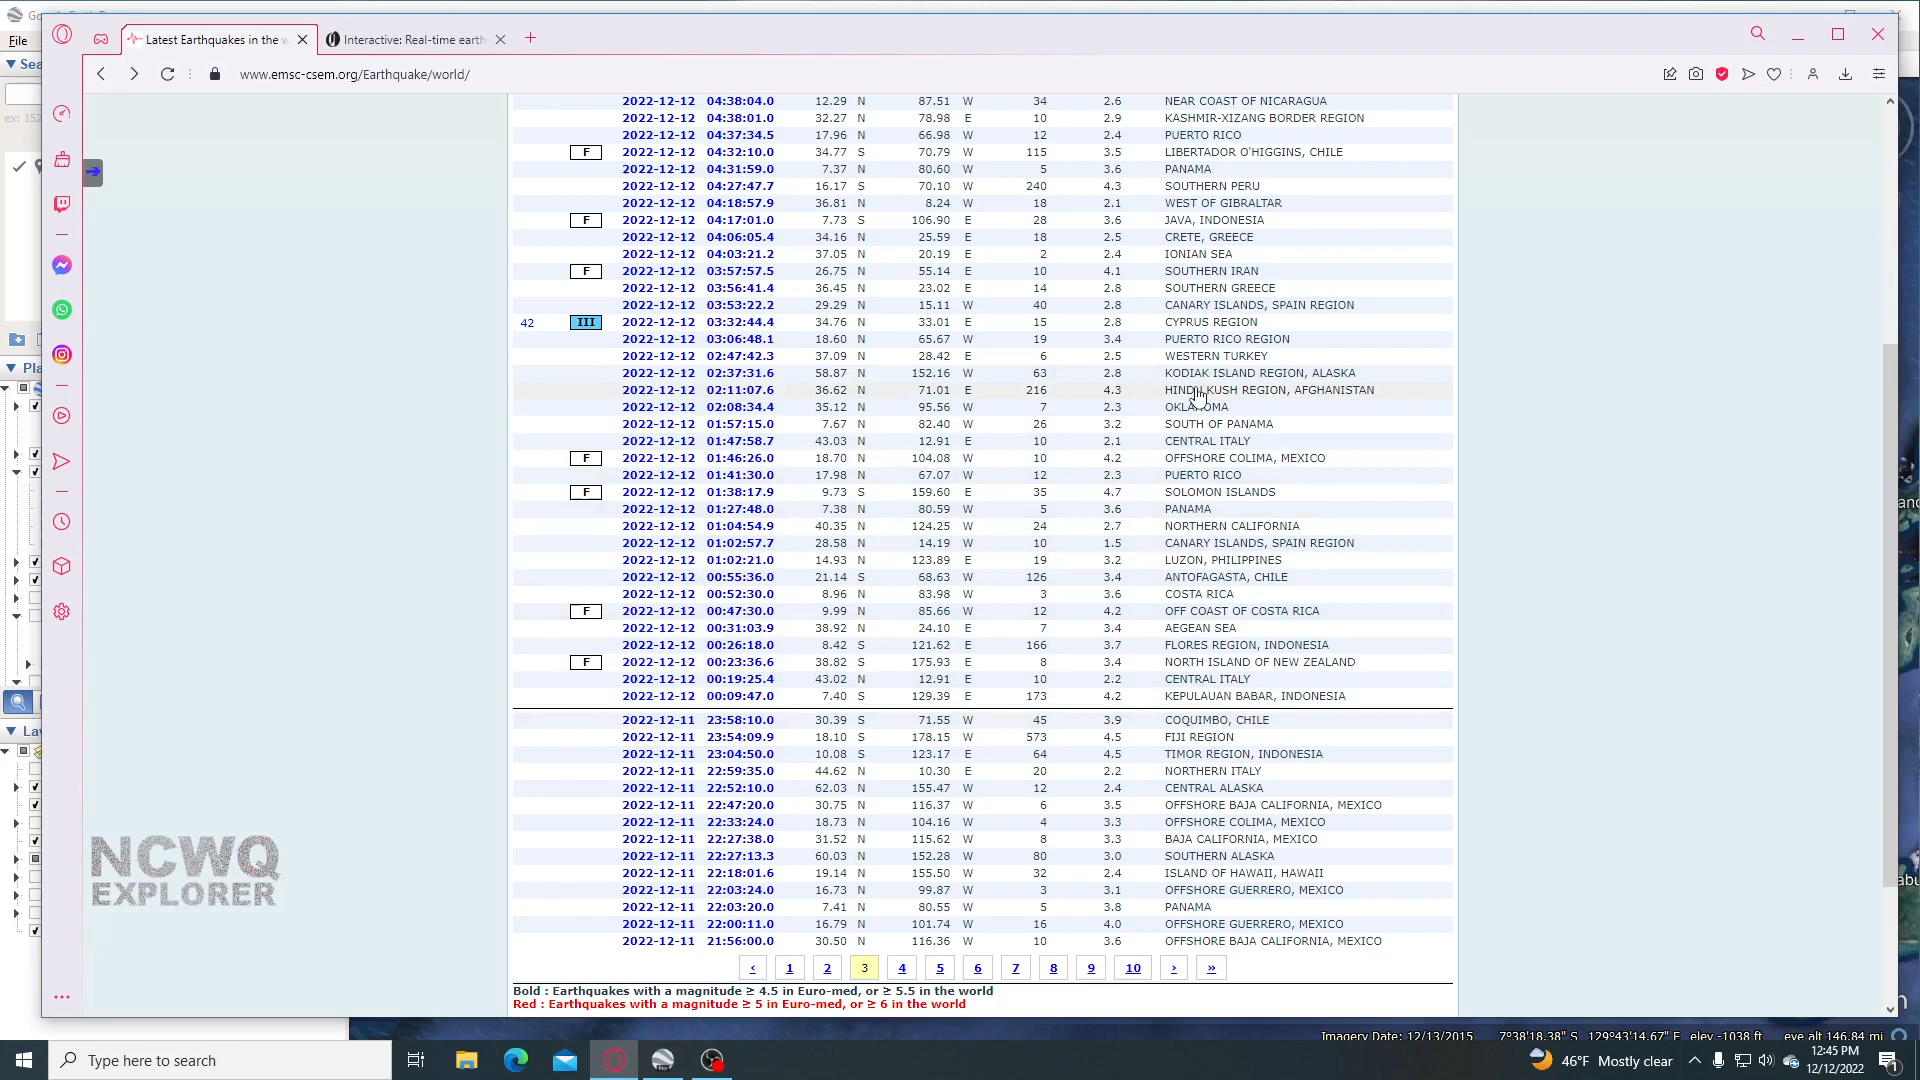 Latest Earthquakes in the w
Interactive: Real-time earth
File
www.emsc-csem.org/Earthquake/world/
2022-12-12 04:38:04.0 12.29 N 87.51 W 34 2.6 NEAR COAST OF NICARAGUA
2022-12-12 04:38:01.0 32.27 N 78.98 E 10 2.9 KASHMIR-XIZANG BORDER REGION
2022-12-12 04:37:34.5 17.96 N 66.98 W 12 2.4 PUERTO RICO
F 2022-12-12 04:32:10.0 34.77 S 70.79 W 115 3.5 LIBERTADOR O'HIGGINS, CHILE
2022-12-12 04:31:59.0 7.37 N 80.60 W 5 3.6 PANAMA
2022-12-12 04:27:47.7 16.17 S 70.10 W 240 4.3 SOUTHERN PERU
2022-12-12 04:18:57.9 36.81 N 8.24 W 18 2.1 WEST OF GIBRALTAR
F 2022-12-12 04:17:01.0 7.73 S 106.90 E 28 3.6 JAVA, INDONESIA
2022-12-12 04:06:05.4 34.16 N 25.59 E 18 2.5 CRETE, GREECE
2022-12-12 04:03:21.2 37.05 N 20.19 E 2 2.4 IONIAN SEA
F 2022-12-12 03:57:57.5 26.75 N 55.14 E 10 4.1 SOUTHERN IRAN
2022-12-12 03:56:41.4 36.45 N 23.02 E 14 2.8 SOUTHERN GREECE
2022-12-12 03:53:22.2 29.29 N 15.11 W 40 2.8 CANARY ISLANDS, SPAIN REGION
42 III 2022-12-12 03:32:44.4 34.76 N 33.01 E 15 2.8 CYPRUS REGION
2022-12-12 03:06:48.1 18.60 N 65.67 W 19 3.4 PUERTO RICO REGION
2022-12-12 02:47:42.3 37.09 N 28.42 E 6 2.5 WESTERN TURKEY
2022-12-12 02:37:31.6 58.87 N 152.16 W 63 2.8 KODIAK ISLAND REGION, ALASKA
2022-12-12 02:11:07.6 36.62 N 71.01 E 216 4.3 HINDU KUSH REGION, AFGHANISTAN
2022-12-12 02:08:34.4 35.12 N 95.56 W 7 2.3 OKLAHOMA
2022-12-12 01:57:15.0 7.67 N 82.40 W 26 3.2 SOUTH OF PANAMA
2022-12-12 01:47:58.7 43.03 N 12.91 E 10 2.1 CENTRAL ITALY
F 2022-12-12 01:46:26.0 18.70 N 104.08 W 10 4.2 OFFSHORE COLIMA, MEXICO
2022-12-12 01:41:30.0 17.98 N 67.07 W 12 2.3 PUERTO RICO
F 2022-12-12 01:38:17.9 9.73 S 159.60 E 35 4.7 SOLOMON ISLANDS
2022-12-12 01:27:48.0 7.38 N 80.59 W 5 3.6 PANAMA
2022-12-12 01:04:54.9 40.35 N 124.25 W 24 2.7 NORTHERN CALIFORNIA
2022-12-12 01:02:57.7 28.58 N 14.19 W 10 1.5 CANARY ISLANDS, SPAIN REGION
2022-12-12 01:02:21.0 14.93 N 123.89 E 19 3.2 LUZON, PHILIPPINES
2022-12-12 00:55:36.0 21.14 S 68.63 W 126 3.4 ANTOFAGASTA, CHILE
2022-12-12 00:52:30.0 8.96 N 83.98 W 3 3.6 COSTA RICA
F 2022-12-12 00:47:30.0 9.99 N 85.66 W 12 4.2 OFF COAST OF COSTA RICA
2022-12-12 00:31:03.9 38.92 N 24.10 E 7 3.4 AEGEAN SEA
2022-12-12 00:26:18.0 8.42 S 121.62 E 166 3.7 FLORES REGION, INDONESIA
F 2022-12-12 00:23:36.6 38.82 S 175.93 E 8 3.4 NORTH ISLAND OF NEW ZEALAND
2022-12-12 00:19:25.4 43.02 N 12.91 E 10 2.2 CENTRAL ITALY
2022-12-12 00:09:47.0 7.40 S 129.39 E 173 4.2 KEPULAUAN BABAR, INDONESIA
2022-12-11 23:58:10.0 30.39 S 71.55 W 45 3.9 COQUIMBO, CHILE
2022-12-11 23:54:09.9 18.10 S 178.15 W 573 4.5 FIJI REGION
2022-12-11 23:04:50.0 10.08 S 123.17 E 64 4.5 TIMOR REGION, INDONESIA
2022-12-11 22:59:35.0 44.62 N 10.30 E 20 2.2 NORTHERN ITALY
2022-12-11 22:52:10.0 62.03 N 155.47 W 12 2.4 CENTRAL ALASKA
2022-12-11 22:47:20.0 30.75 N 116.37 W 6 3.5 OFFSHORE BAJA CALIFORNIA, MEXICO
2022-12-11 22:33:24.0 18.73 N 104.16 W 4 3.3 OFFSHORE COLIMA, MEXICO
2022-12-11 22:27:38.0 31.52 N 115.62 W 8 3.3 BAJA CALIFORNIA, MEXICO
2022-12-11 22:27:13.3 60.03 N 152.28 W 80 3.0 SOUTHERN ALASKA
2022-12-11 22:18:01.6 19.14 N 155.50 W 32 2.4 ISLAND OF HAWAII, HAWAII
2022-12-11 22:03:24.0 16.73 N 99.87 W 3 3.1 OFFSHORE GUERRERO, MEXICO
2022-12-11 22:03:20.0 7.41 N 80.55 W 5 3.8 PANAMA
2022-12-11 22:00:11.0 16.79 N 101.74 W 16 4.0 OFFSHORE GUERRERO, MEXICO
2022-12-11 21:56:00.0 30.50 N 116.36 W 10 3.6 OFFSHORE BAJA CALIFORNIA, MEXICO
‹ 1 2 3 4 5 6 7 8 9 10 › »
Bold : Earthquakes with a magnitude ≥ 4.5 in Euro-med, or ≥ 5.5 in the world
Red : Earthquakes with a magnitude ≥ 5 in Euro-med, or ≥ 6 in the world
NCWQ
EXPLORER
Imagery Date: 12/13/2015 7°38'18.38" S 129°43'14.67" E elev -1038 ft eye alt 146.84 mi
Type here to search
46°F Mostly clear
12:45 PM
12/12/2022
1